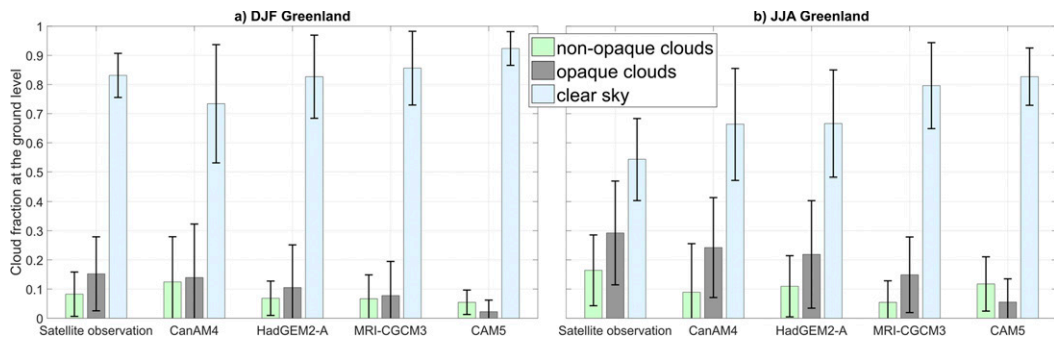 a) DJF Greenland
b) JJA Greenland
Cloud fraction at the ground level
1
0.9
0.8
0.7
0.6
0.5
0.4
0.3
0.2
0.1
0
non-opaque clouds
opaque clouds
clear sky
Satellite observation CanAM4 HadGEM2-A MRI-CGCM3 CAM5
Satellite observation CanAM4 HadGEM2-A MRI-CGCM3 CAM5